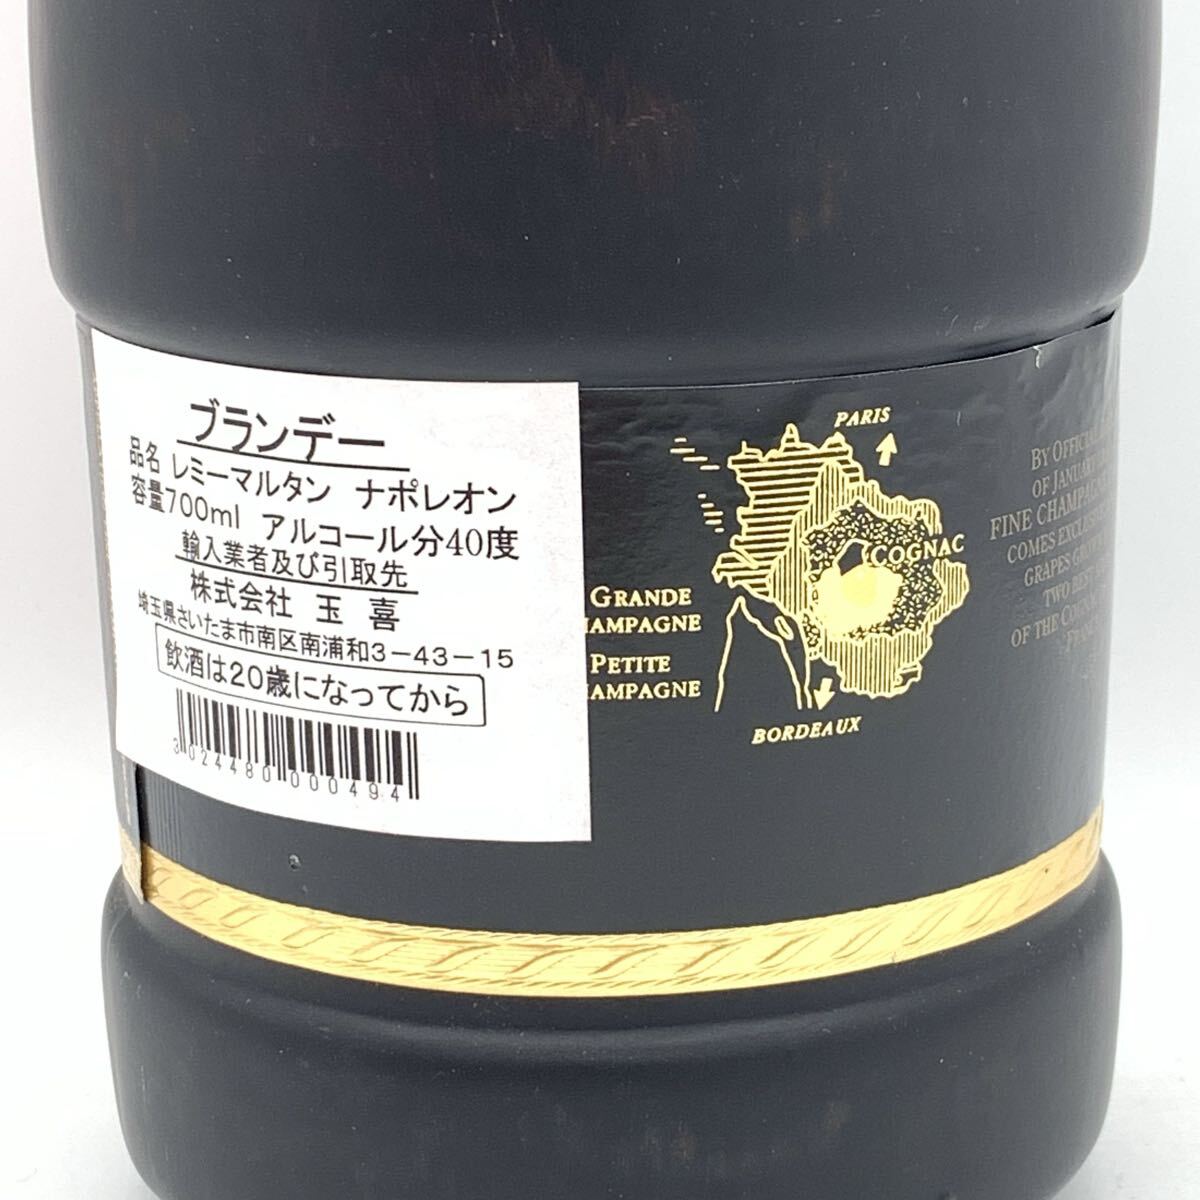 ブランデー
品名 レミーマルタン ナポレオン
容量700ml アルコール分40度
輸入業者及び引取先
株式会社 玉喜
埼玉県さいたま市南区南浦和3-43-15
飲酒は20歳になってから
3024480000494
PARIS
COGNAC
GRANDE
HAMPAGNE
PETITE
HAMPAGNE
BORDEAUX
BY OFFICIAL
OF JANUARY
FINE CHAMPAGNE
COMES EXCLUSIVE
GRAPES GROWN
TWO BEST
OF THE COGNAC